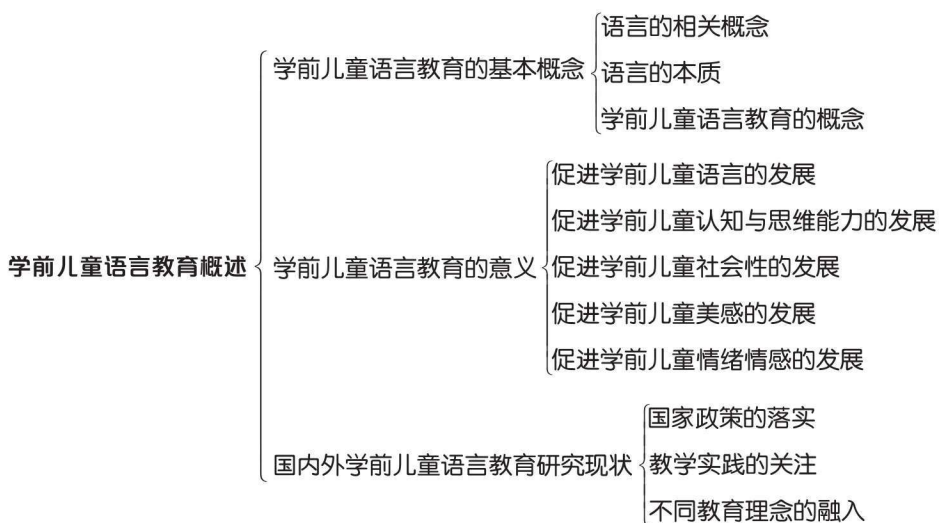 学前儿童语言教育概述
学前儿童语言教育的基本概念
语言的相关概念
语言的本质
学前儿童语言教育的概念
学前儿童语言教育的意义
促进学前儿童语言的发展
促进学前儿童认知与思维能力的发展
促进学前儿童社会性的发展
促进学前儿童美感的发展
促进学前儿童情绪情感的发展
国内外学前儿童语言教育研究现状
国家政策的落实
教学实践的关注
不同教育理念的融入